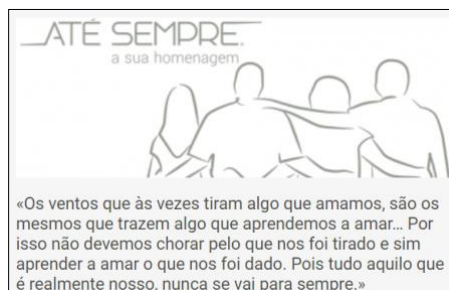 ATÉ SEMPRE.
a sua homenagem
«Os ventos que às vezes tiram algo que amamos, são os
mesmos que trazem algo que aprendemos a amar... Por
isso não devemos chorar pelo que nos foi tirado e sim
aprender a amar o que nos foi dado. Pois tudo aquilo que
é realmente nosso, nunca se vai para sempre.»